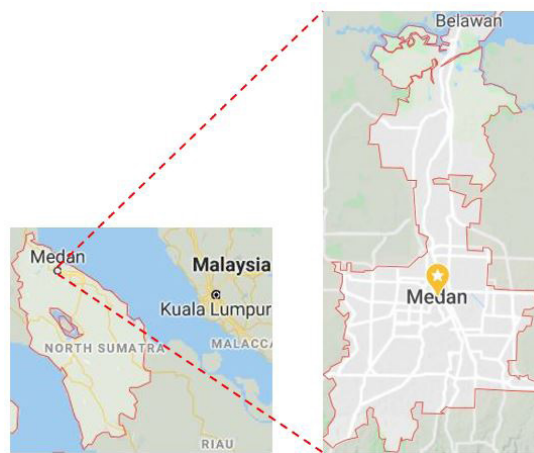 Belawan
Medan
Malaysia
Kuala Lumpur
NORTH SUMATRA
MALACCA
RIAU
Medan